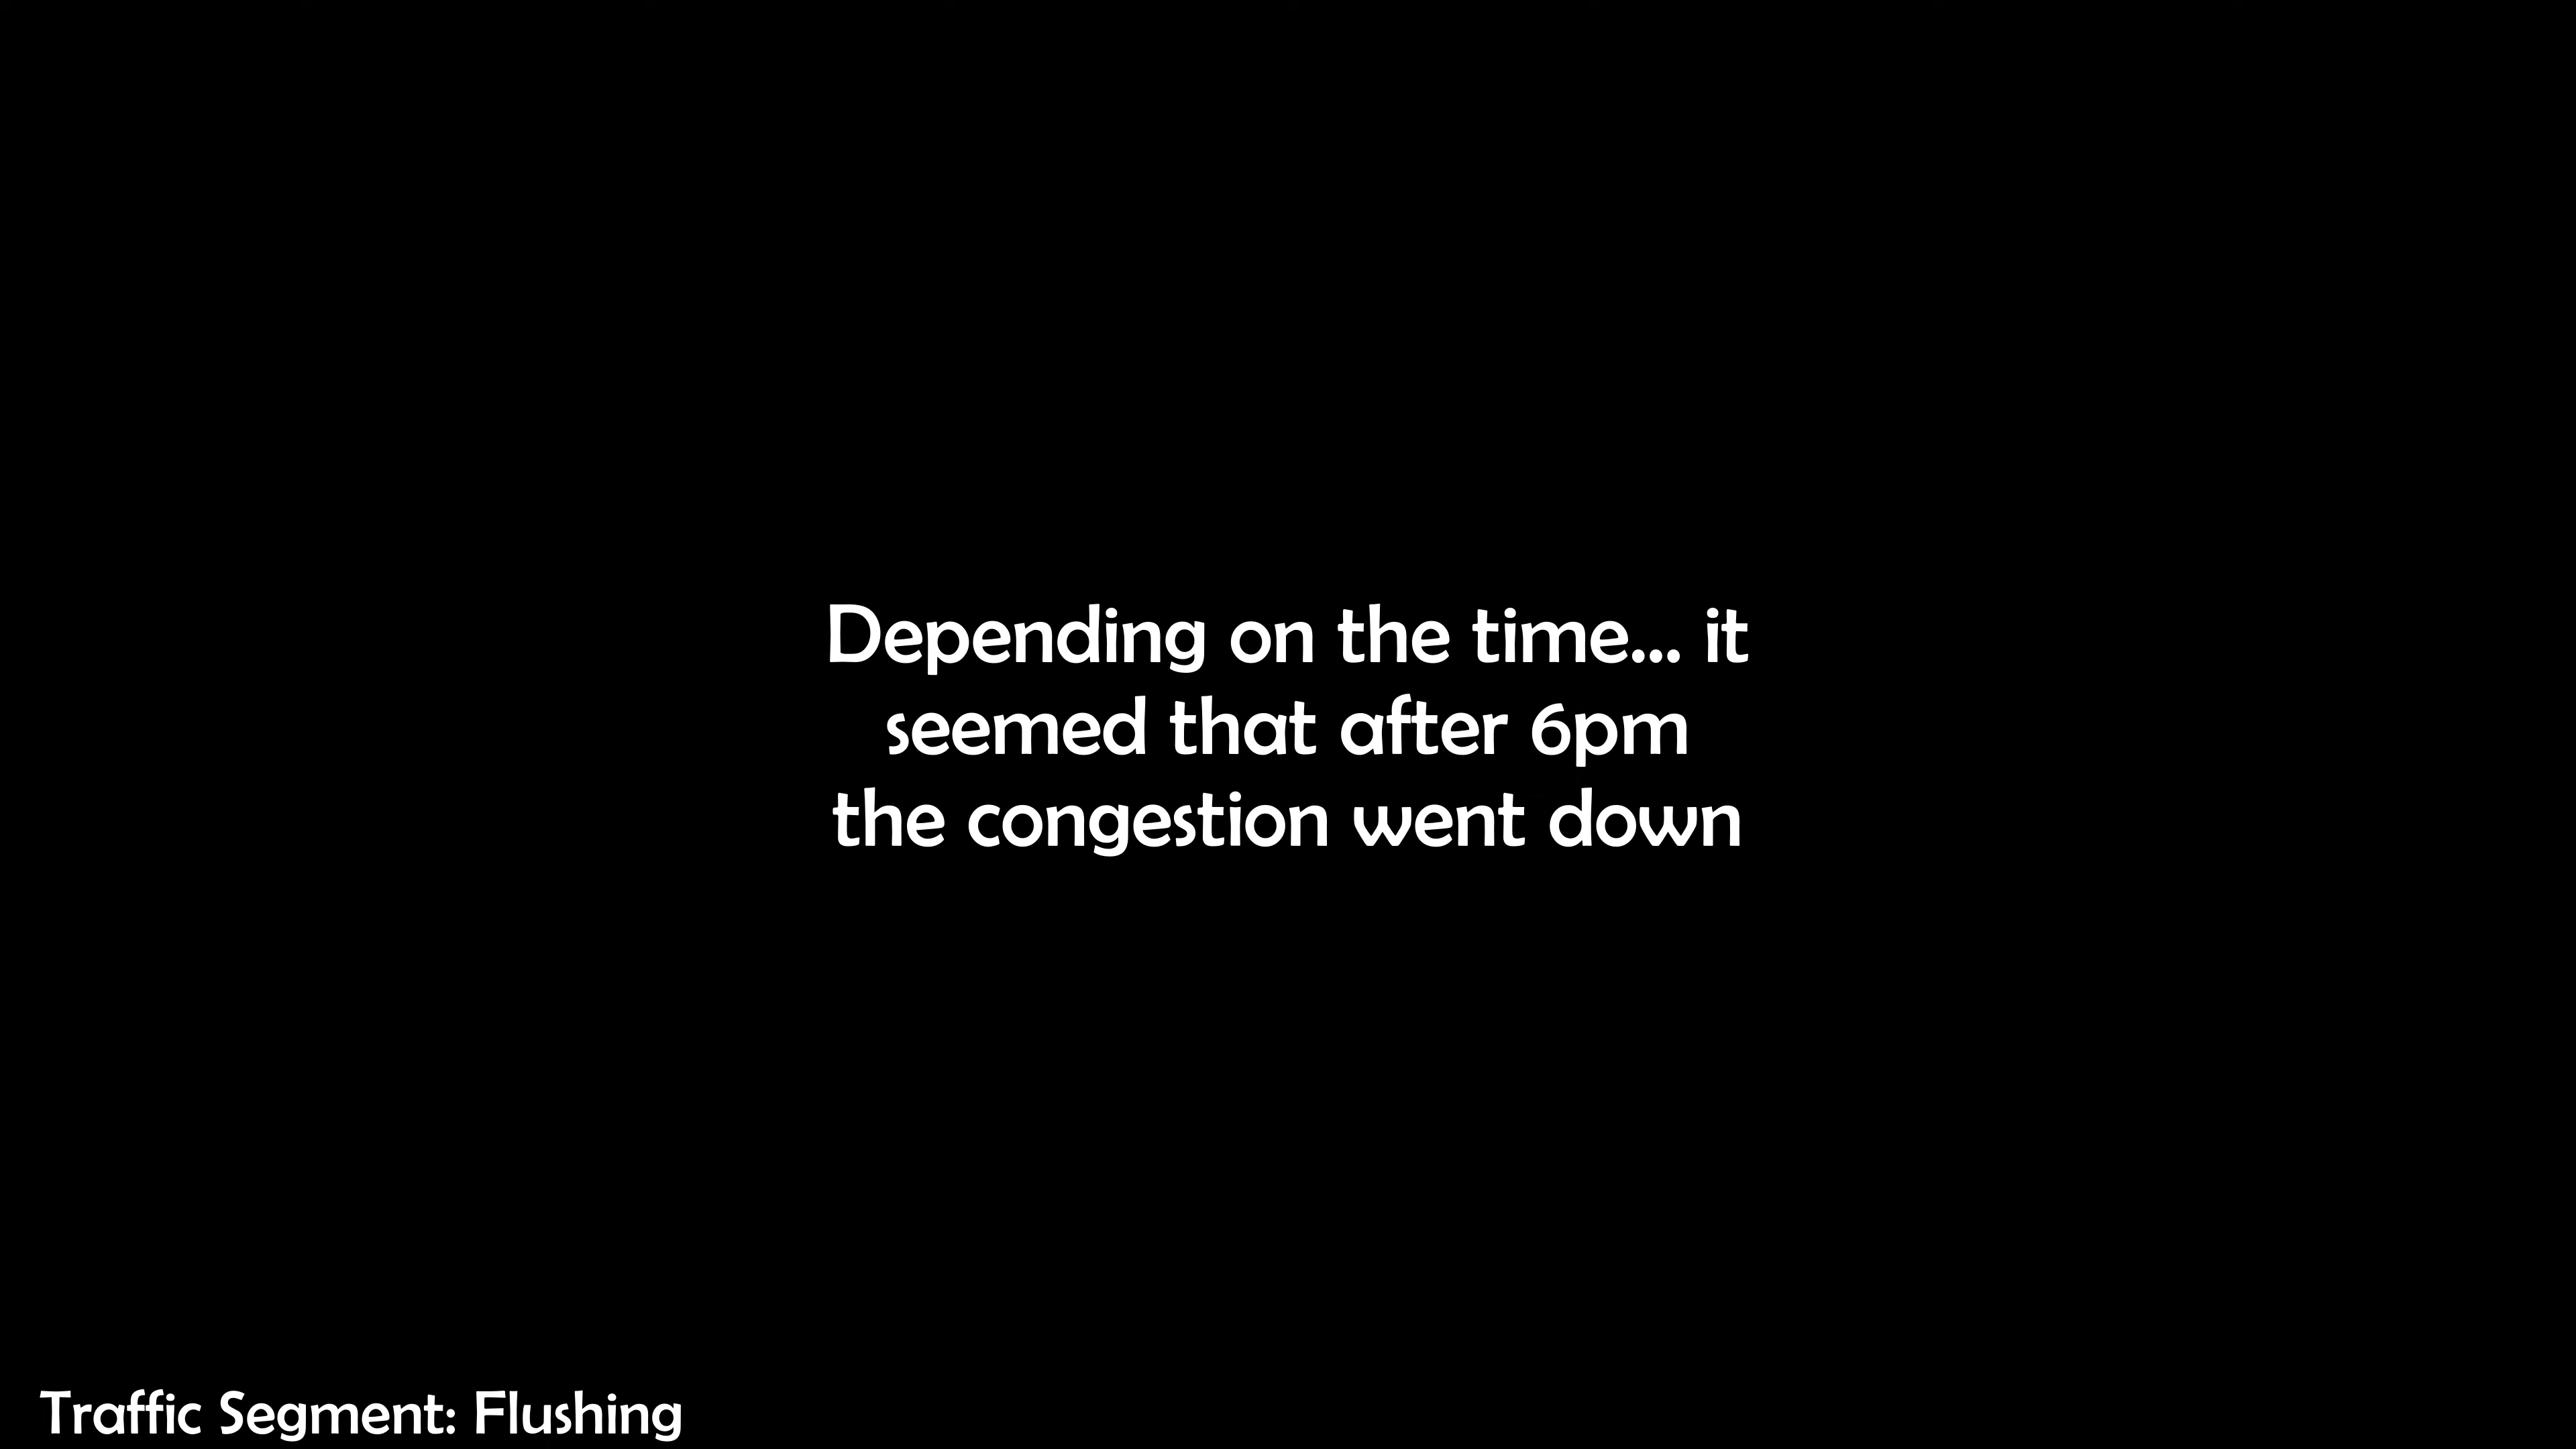 Depending on the time... it
seemed that after 6pm
the congestion went down
Traffic Segment: Flushing